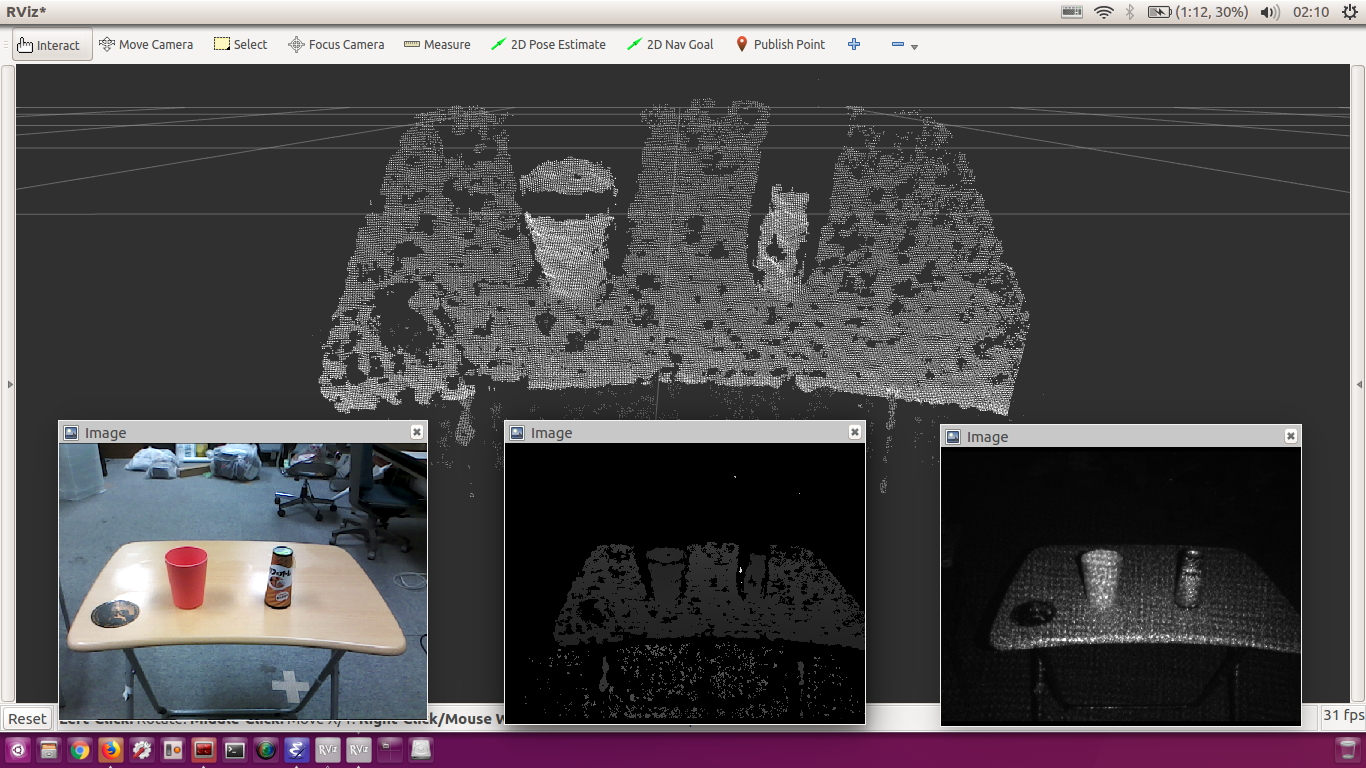 RViz*
(1:12, 30%)
02:10
Interact
Move Camera
Select
Focus Camera
Measure
2D Pose Estimate
2D Nav Goal
Publish Point
Image
Image
Image
Reset
Left-Click: Rotate. Middle-Click: Move X/Y. Right-Click/Mouse W
31 fps
RViz
RViz